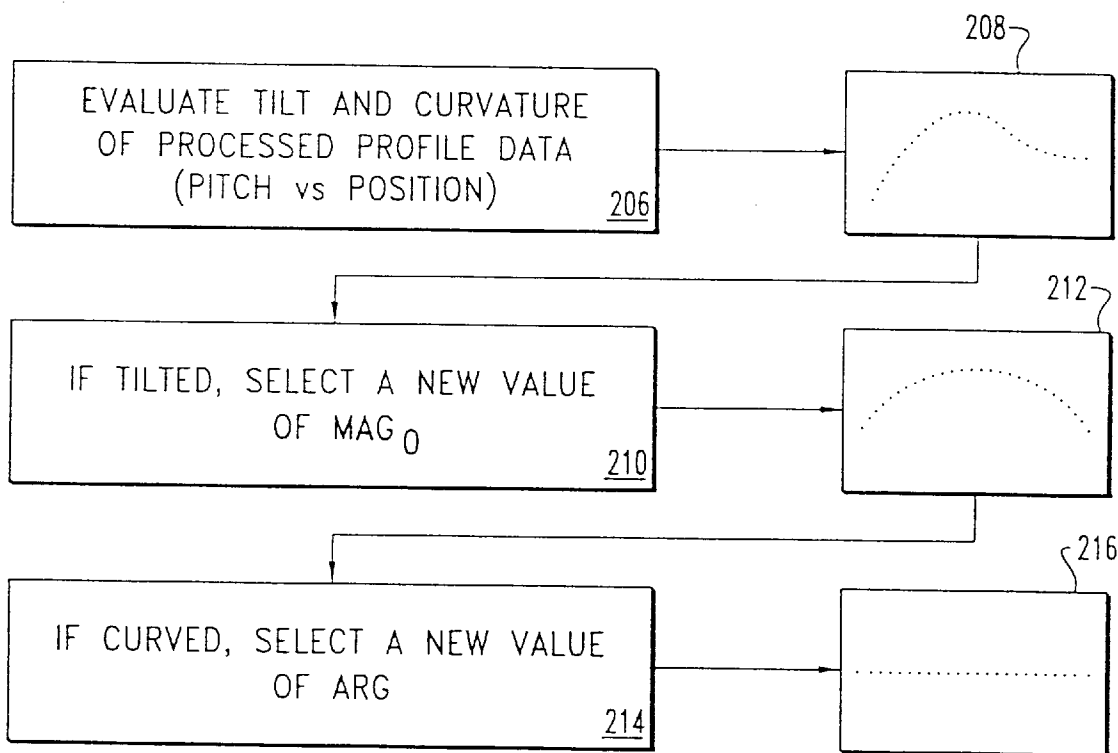 208
EVALUATE TILT AND CURVATURE
OF PROCESSED PROFILE DATA
(PITCH vs POSITION)
206
212
IF TILTED, SELECT A NEW VALUE
OF MAG₀
210
216
IF CURVED, SELECT A NEW VALUE
OF ARG
214